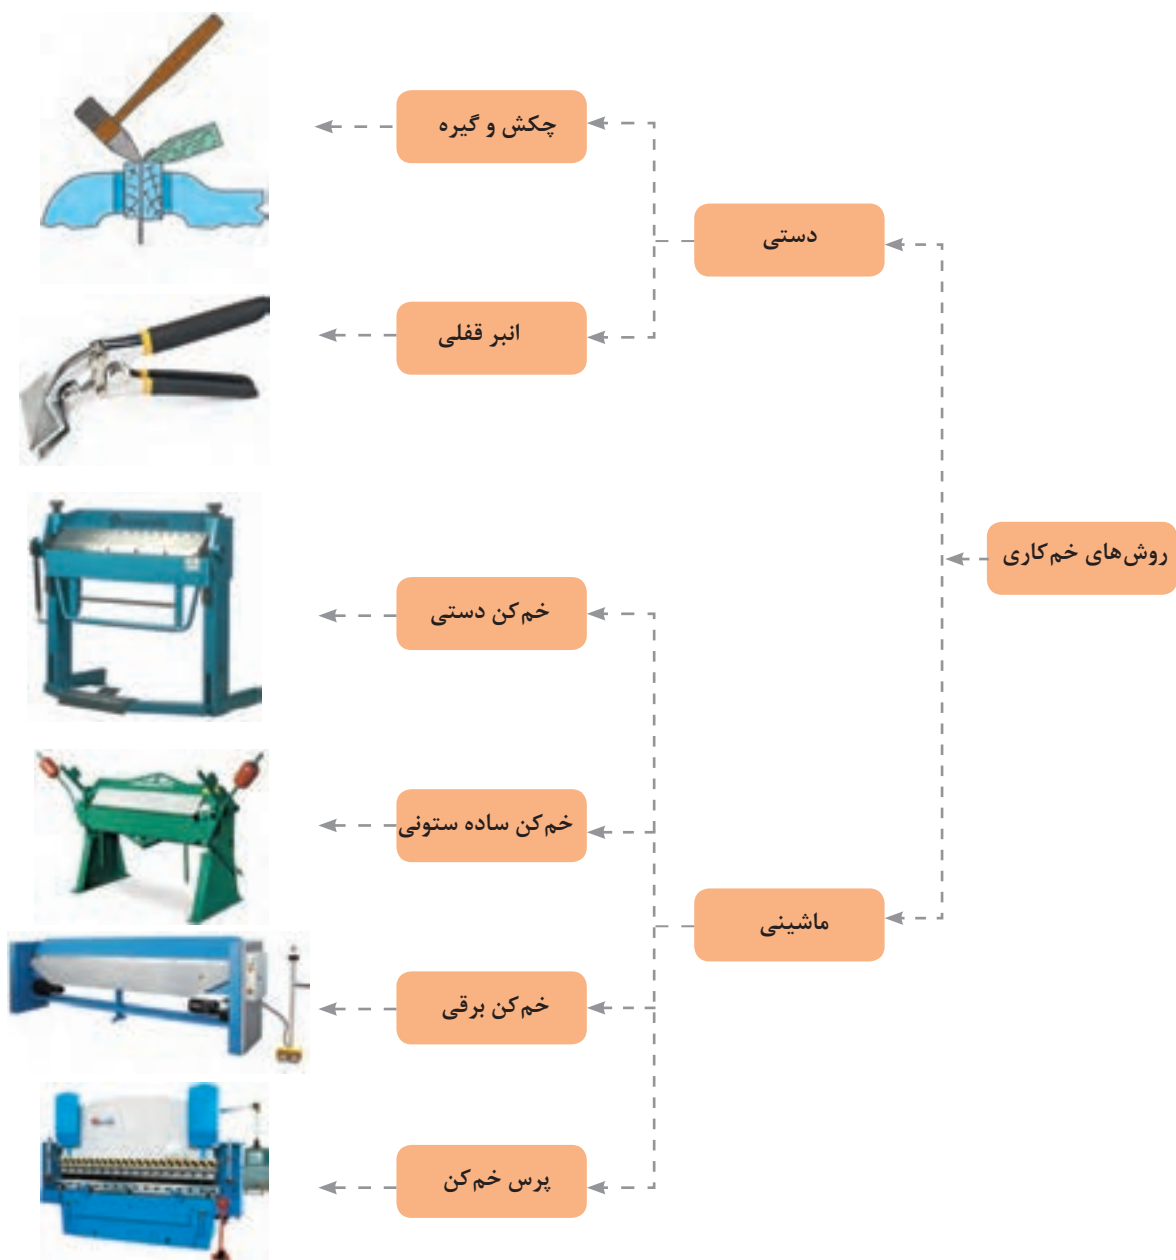 روش‌های خم‌کاری
دستی
چکش و گیره
انبر قفلی
ماشینی
خم‌کن دستی
خم‌کن ساده ستونی
خم‌کن برقی
پرس خم‌کن